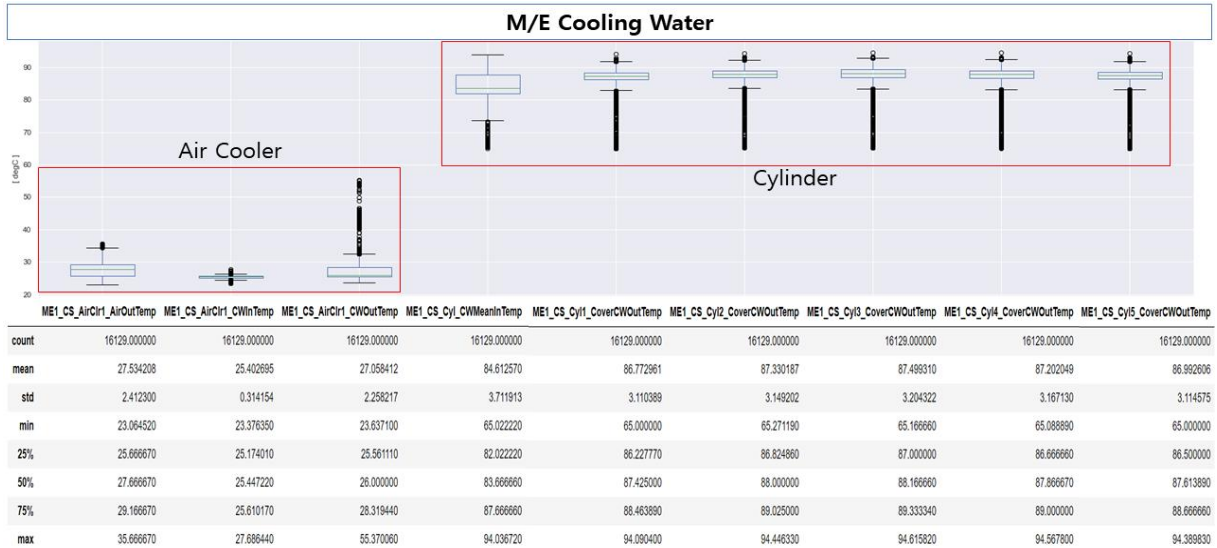 M/E Cooling Water
90
80
70
60
50
40
30
20
[ degC ]
Air Cooler
Cylinder
ME1_CS_AirClr1_AirOutTemp ME1_CS_AirClr1_CWInTemp ME1_CS_AirClr1_CWOutTemp ME1_CS_Cyl_CWMeanInTemp ME1_CS_Cyl1_CoverCWOutTemp ME1_CS_Cyl2_CoverCWOutTemp ME1_CS_Cyl3_CoverCWOutTemp ME1_CS_Cyl4_CoverCWOutTemp ME1_CS_Cyl5_CoverCWOutTemp
count 16129.000000 16129.000000 16129.000000 16129.000000 16129.000000 16129.000000 16129.000000 16129.000000 16129.000000
mean 27.534208 25.402695 27.058412 84.612570 86.772961 87.330187 87.499310 87.202049 86.992606
std 2.412300 0.314154 2.258217 3.711913 3.110389 3.149202 3.204322 3.167130 3.114575
min 23.064520 23.376350 23.637100 65.022220 65.000000 65.271190 65.166660 65.088890 65.000000
25% 25.666670 25.174010 25.561110 82.022220 86.227770 86.824860 87.000000 86.666660 86.500000
50% 27.666670 25.447220 26.000000 83.666660 87.425000 88.000000 88.166660 87.866670 87.613890
75% 29.166670 25.610170 28.319440 87.666660 88.463890 89.025000 89.333340 89.000000 88.666660
max 35.666670 27.686440 55.370060 94.036720 94.090400 94.446330 94.615820 94.567800 94.389830